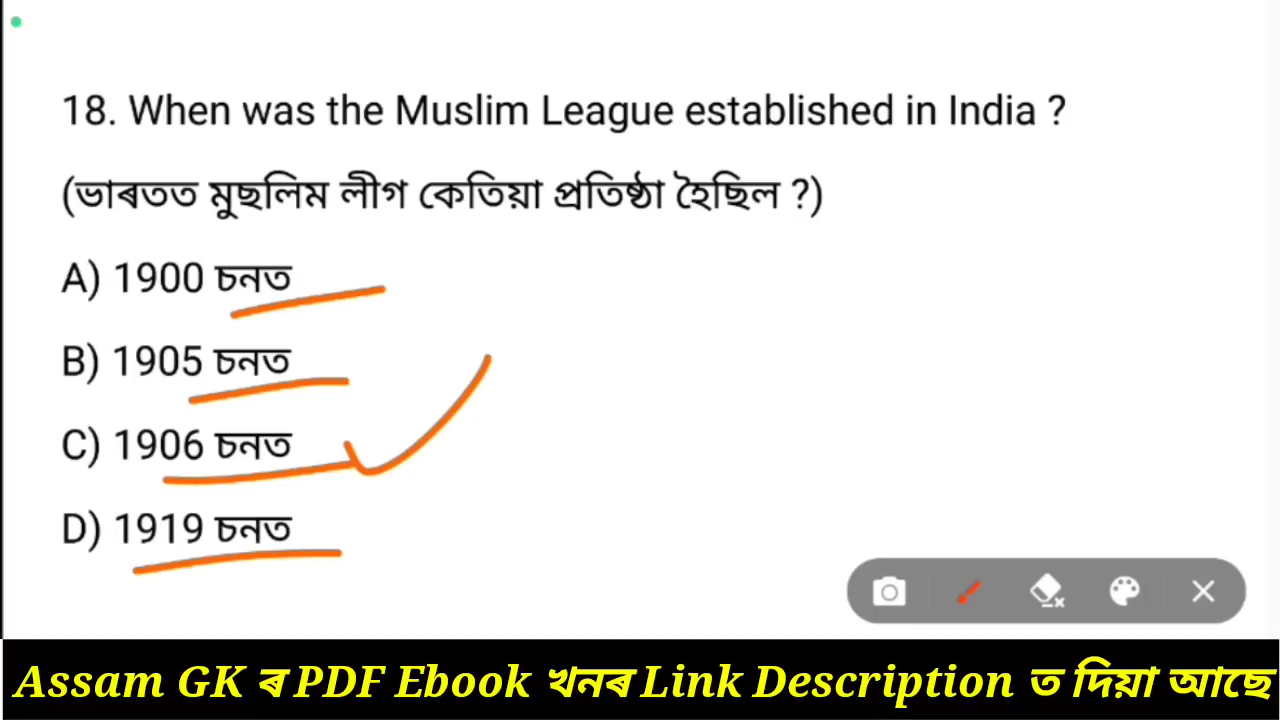 18. When was the Muslim League established in India ?
(ভাৰতত মুছলিম লীগ কেতিয়া প্ৰতিষ্ঠা হৈছিল ?)
A) 1900 চনত
B) 1905 চনত
C) 1906 চনত
D) 1919 চনত
Assam GK ৰ PDF Ebook খনৰ Link Description ত দিয়া আছে